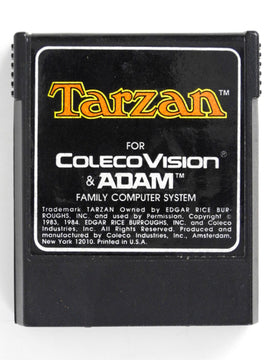 Tarzan™
FOR
COLECOVISION®
& ADAM™
FAMILY COMPUTER SYSTEM
Trademark TARZAN Owned by EDGAR RICE BUR-
ROUGHS, INC. and used by Permission. Copyright ©
1983, 1984. EDGAR RICE BURROUGHS, INC. and Coleco
Industries, Inc. All Rights Reserved. Produced and
manufactured by Coleco Industries, Inc., Amsterdam,
New York 12010. Printed in U.S.A.